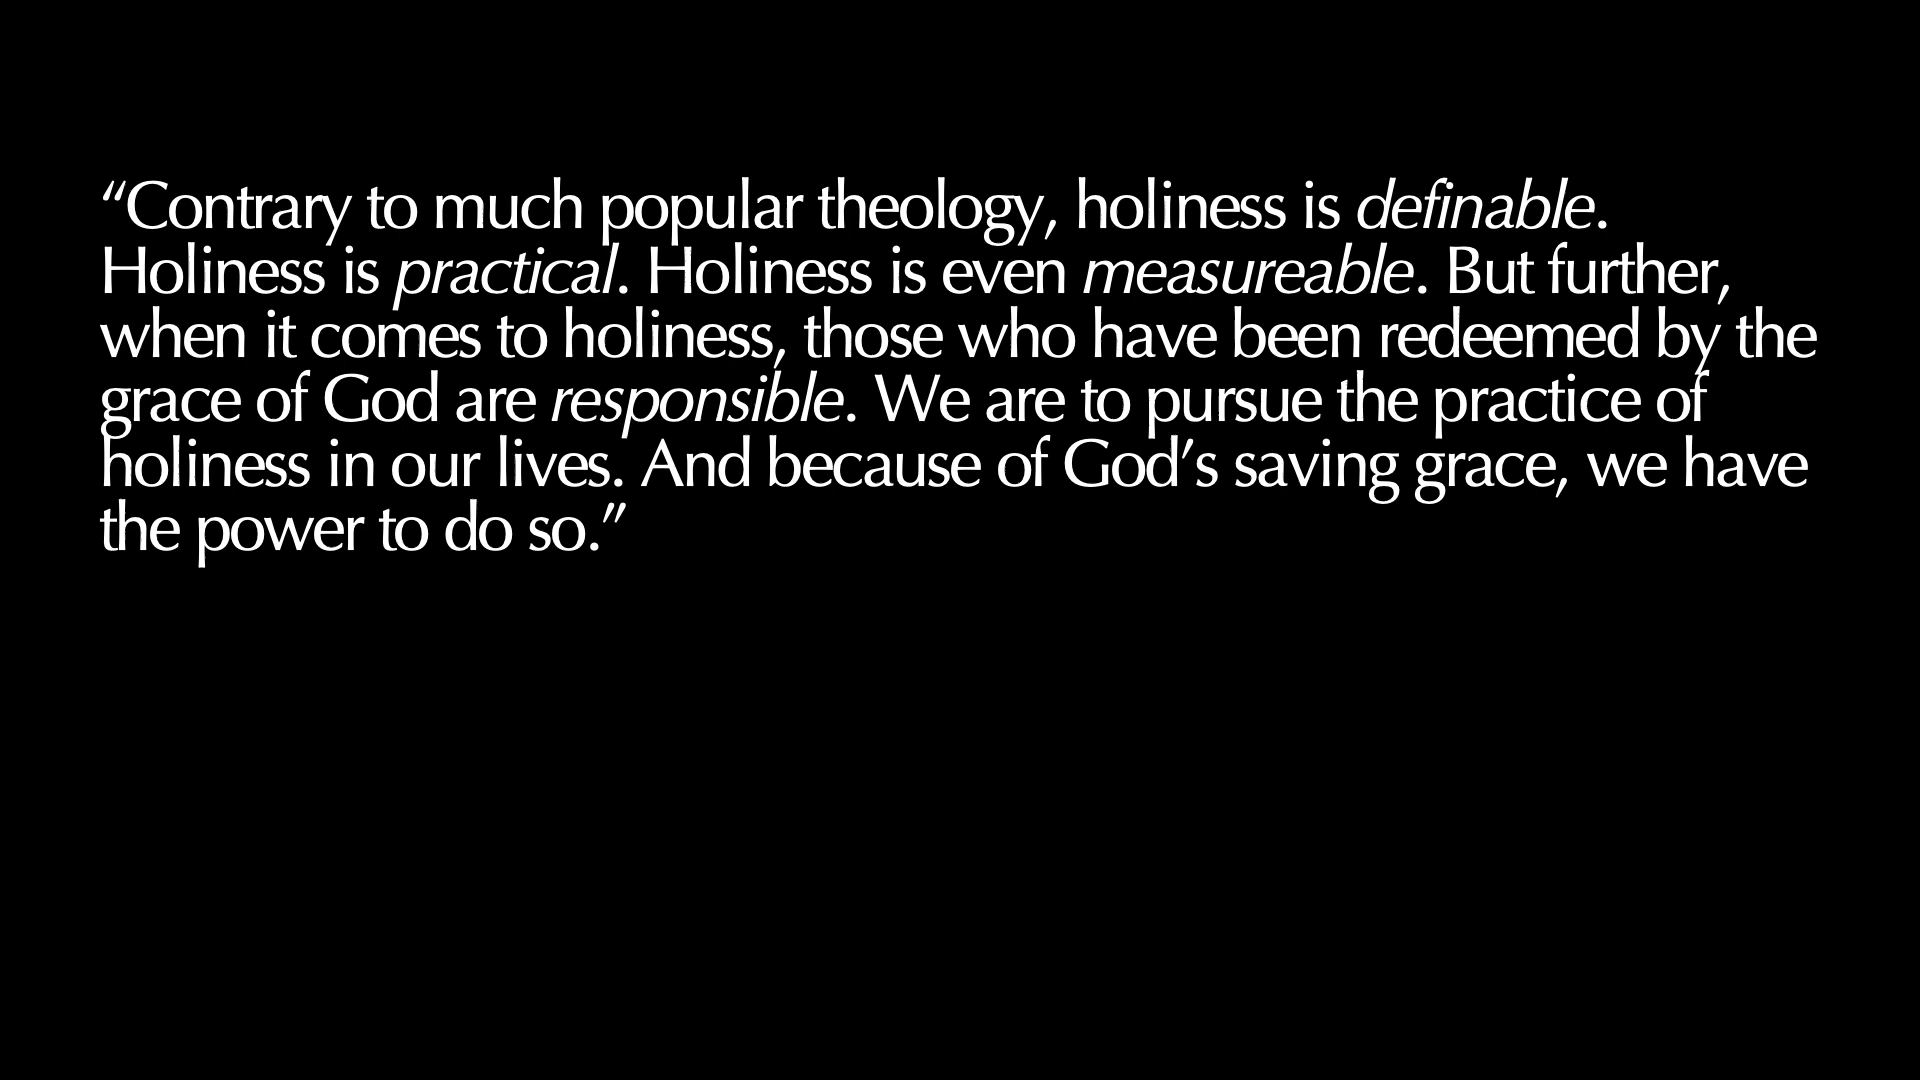 “Contrary to much popular theology, holiness is definable.
Holiness is practical. Holiness is even measureable. But further,
when it comes to holiness, those who have been redeemed by the
grace of God are responsible. We are to pursue the practice of
holiness in our lives. And because of God’s saving grace, we have
the power to do so.”